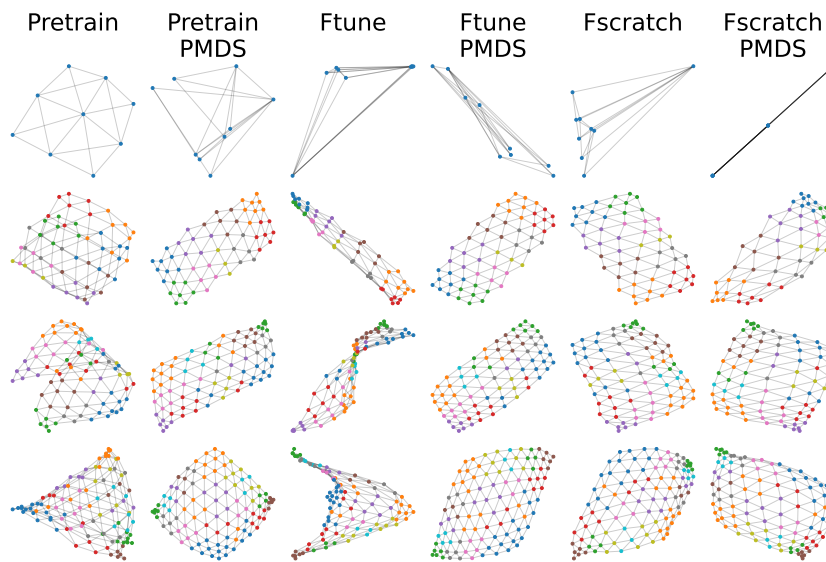 Pretrain
Pretrain
PMDS
Ftune
Ftune
PMDS
Fscratch
Fscratch
PMDS